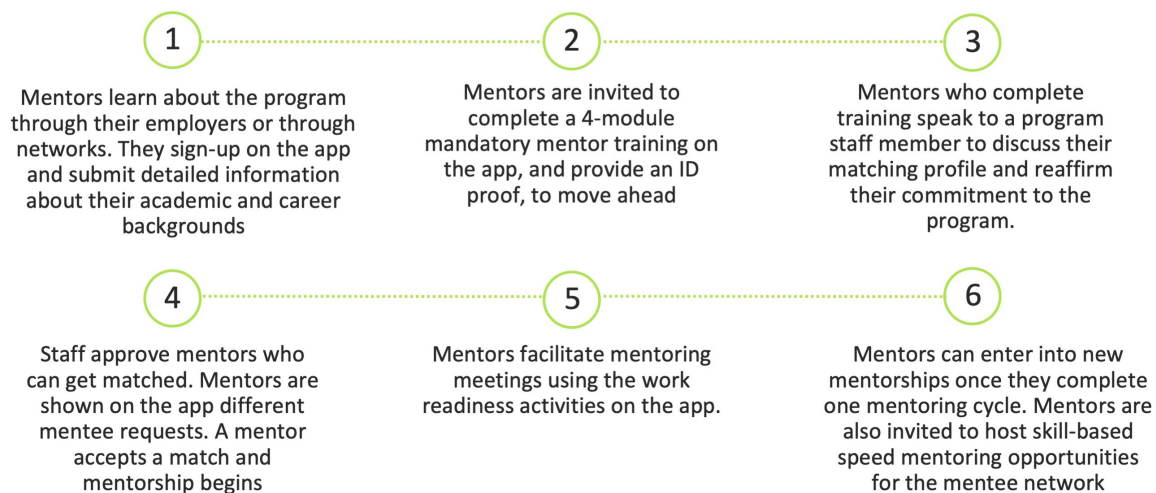 1
Mentors learn about the program
through their employers or through
networks. They sign-up on the app
and submit detailed information
about their academic and career
backgrounds
2
Mentors are invited to
complete a 4-module
mandatory mentor training on
the app, and provide an ID
proof, to move ahead
3
Mentors who complete
training speak to a program
staff member to discuss their
matching profile and reaffirm
their commitment to the
program.
4
Staff approve mentors who
can get matched. Mentors are
shown on the app different
mentee requests. A mentor
accepts a match and
mentorship begins
5
Mentors facilitate mentoring
meetings using the work
readiness activities on the app.
6
Mentors can enter into new
mentorships once they complete
one mentoring cycle. Mentors are
also invited to host skill-based
speed mentoring opportunities
for the mentee network